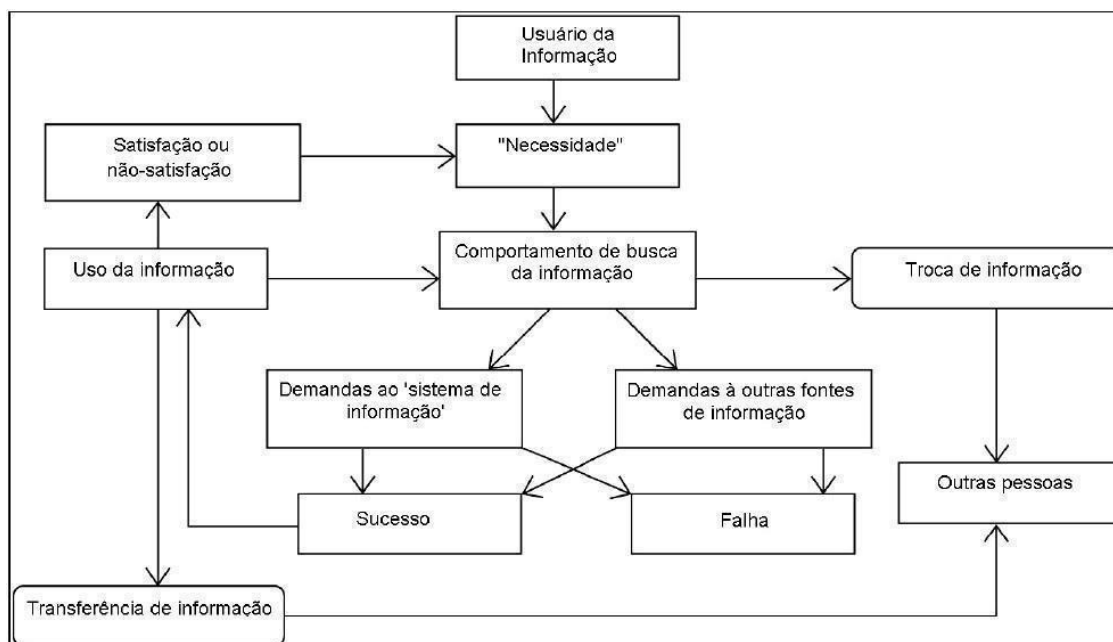 Usuário da
Informação
Satisfação ou
não-satisfação
"Necessidade"
Uso da informação
Comportamento de busca
da informação
Troca de informação
Demandas ao 'sistema de
informação'
Demandas à outras fontes
de informação
Sucesso
Falha
Outras pessoas
Transferência de informação